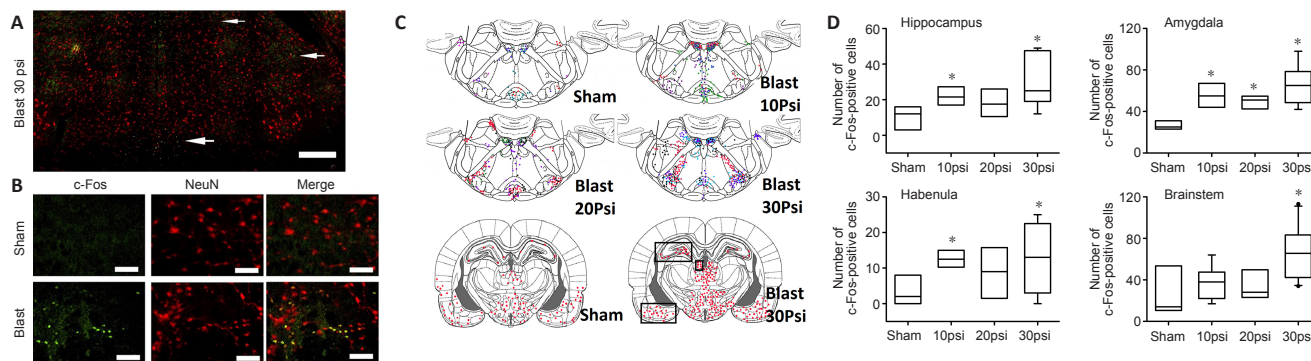 A
Blast 30 psi
B
c-Fos
NeuN
Merge
Sham
Blast
C
Sham
Blast
10Psi
Blast
20Psi
Blast
30Psi
Sham
Blast
30Psi
D
Hippocampus
Number of
c-Fos-positive cells
60
40
20
0
*
*
Sham
10psi
20psi
30psi
Amygdala
Number of
c-Fos-positive cells
120
80
40
0
*
*
*
Sham
10psi
20psi
30psi
Habenula
Number of
c-Fos-positive cells
30
20
10
0
*
*
Sham
10psi
20psi
30psi
Brainstem
Number of
c-Fos-positive cells
120
80
40
0
*
Sham
10psi
20psi
30psi